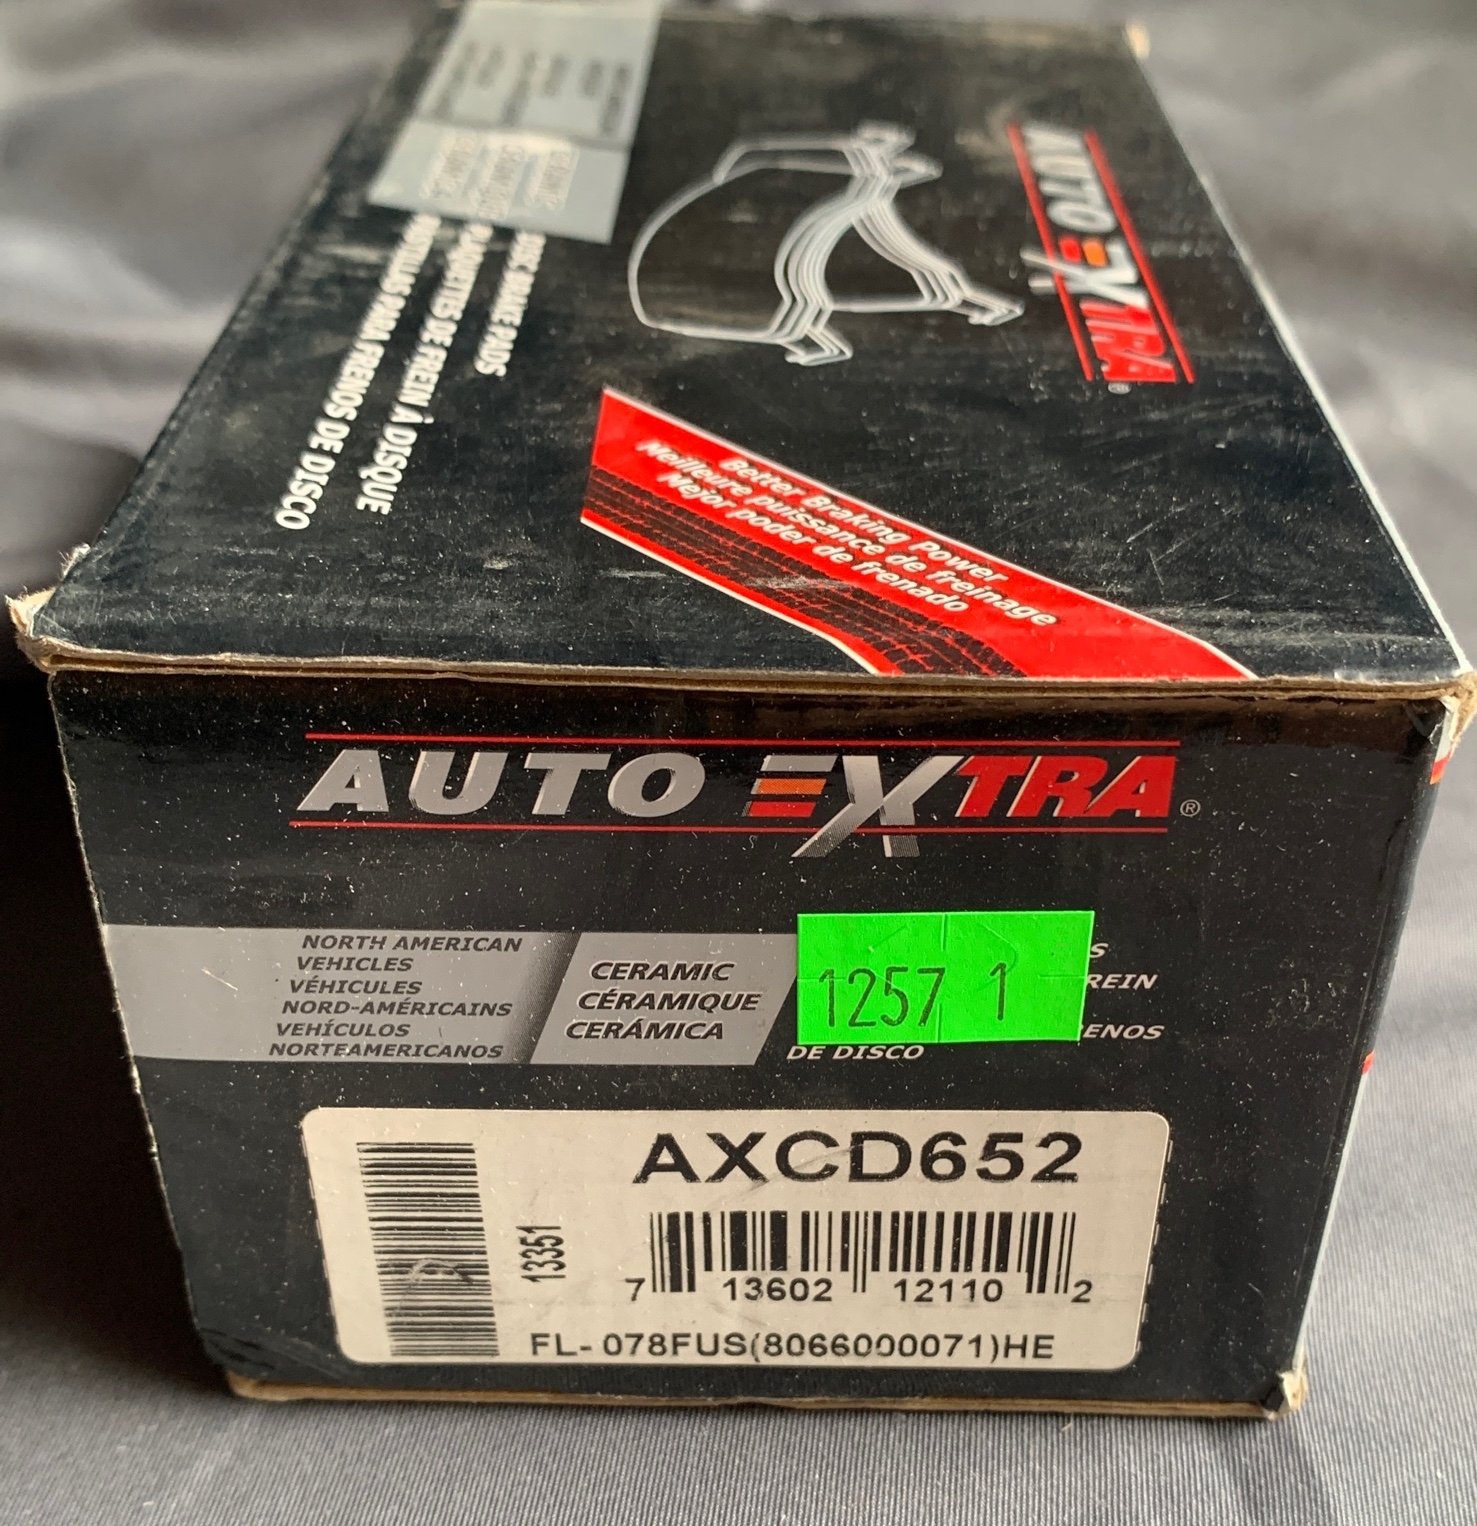 AUTO EXTRA®
DISC BRAKE PADS
PLAQUETTES DE FREIN À DISQUE
PASTILLAS PARA FRENOS DE DISCO
Better Braking Power
Meilleure puissance de freinage
Mejor poder de frenado
AUTO EXTRA®
NORTH AMERICAN
VEHICLES
VÉHICULES
NORD-AMÉRICAINS
VEHÍCULOS
NORTEAMERICANOS
CERAMIC
CÉRAMIQUE
CERÁMICA
S
REIN
ENOS
DE DISCO
1257 1
AXCD652
13351
7 13602 12110 2
FL-078FUS(8066000071)HE